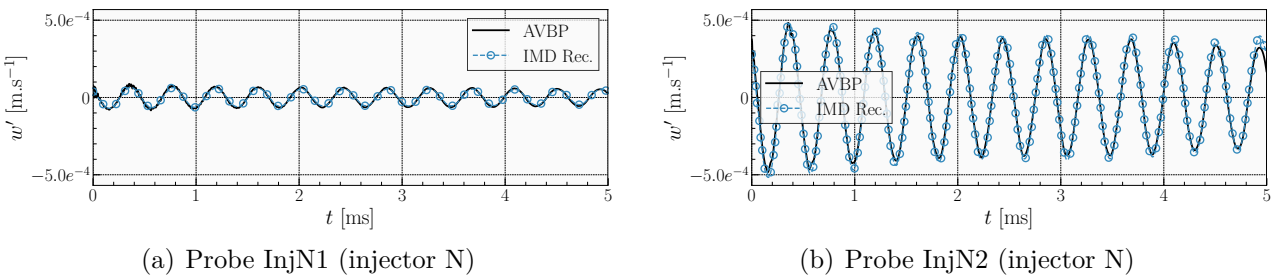 5.0e⁻⁴
0
−5.0e⁻⁴
w′ [m.s⁻¹]
AVBP
IMD Rec.
0 1 2 3 4 5
t [ms]
(a) Probe InjN1 (injector N)
5.0e⁻⁴
0
−5.0e⁻⁴
w′ [m.s⁻¹]
AVBP
IMD Rec.
0 1 2 3 4 5
t [ms]
(b) Probe InjN2 (injector N)